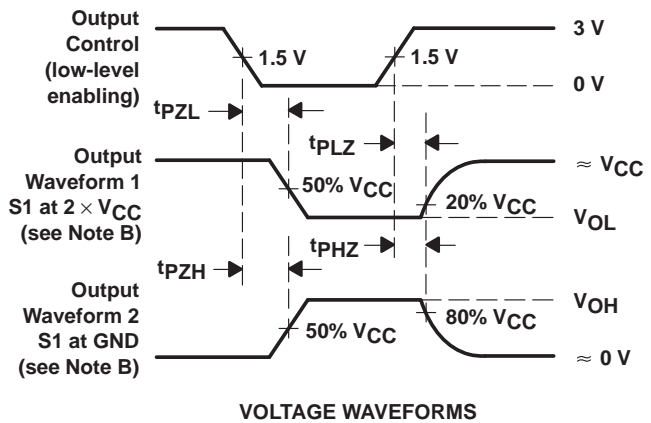 Output
Control
(low-level
enabling)
1.5 V
1.5 V
3 V
0 V
tPZL
tPLZ
Output
Waveform 1
S1 at 2 × VCC
(see Note B)
50% VCC
20% VCC
≈ VCC
VOL
tPZH
tPHZ
Output
Waveform 2
S1 at GND
(see Note B)
50% VCC
80% VCC
VOH
≈ 0 V
VOLTAGE WAVEFORMS